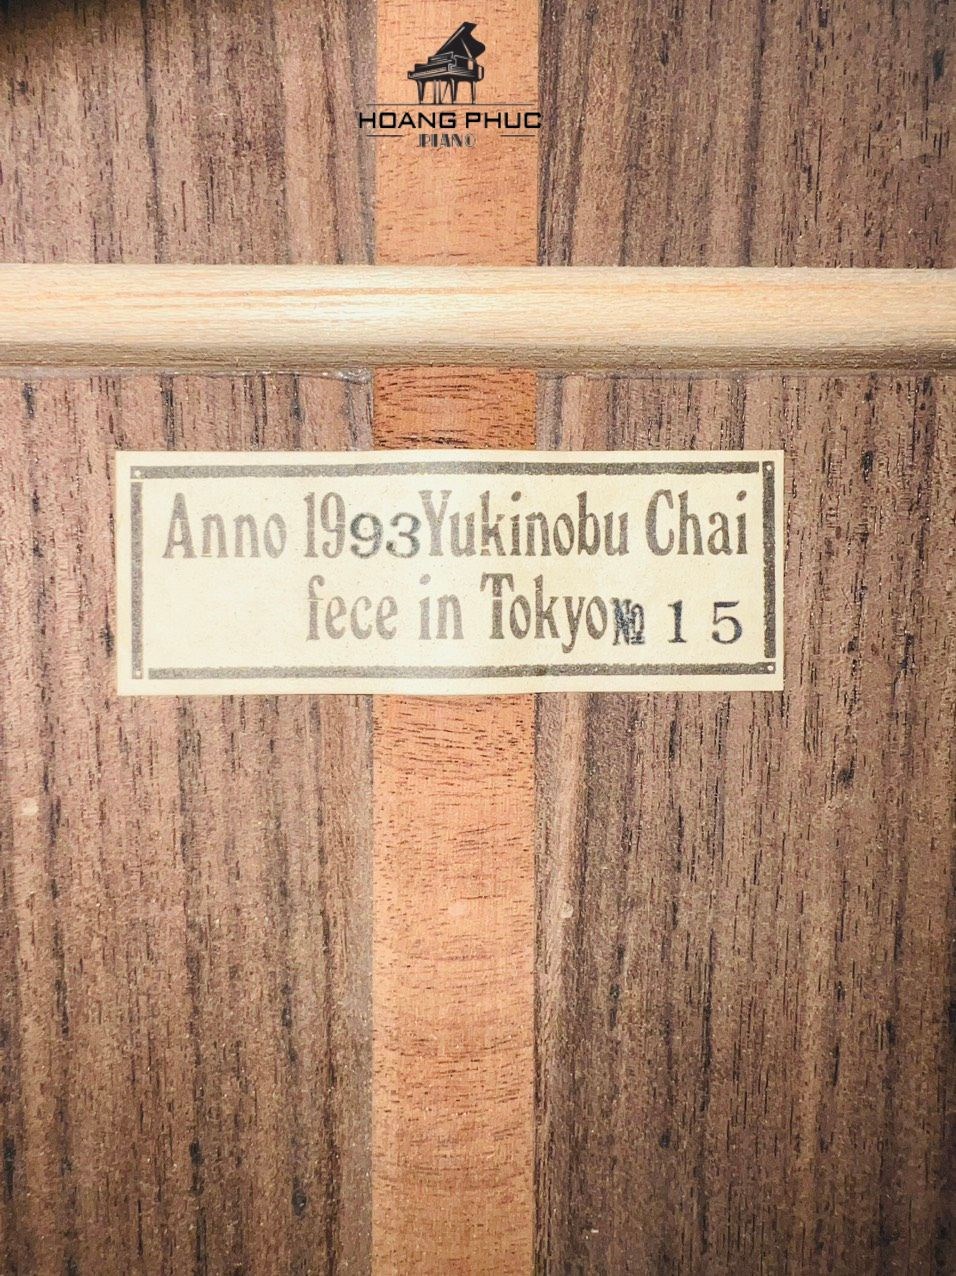 HOANG PHUC
PIANO
Anno 1993 Yukinobu Chai
fece in Tokyo № 15